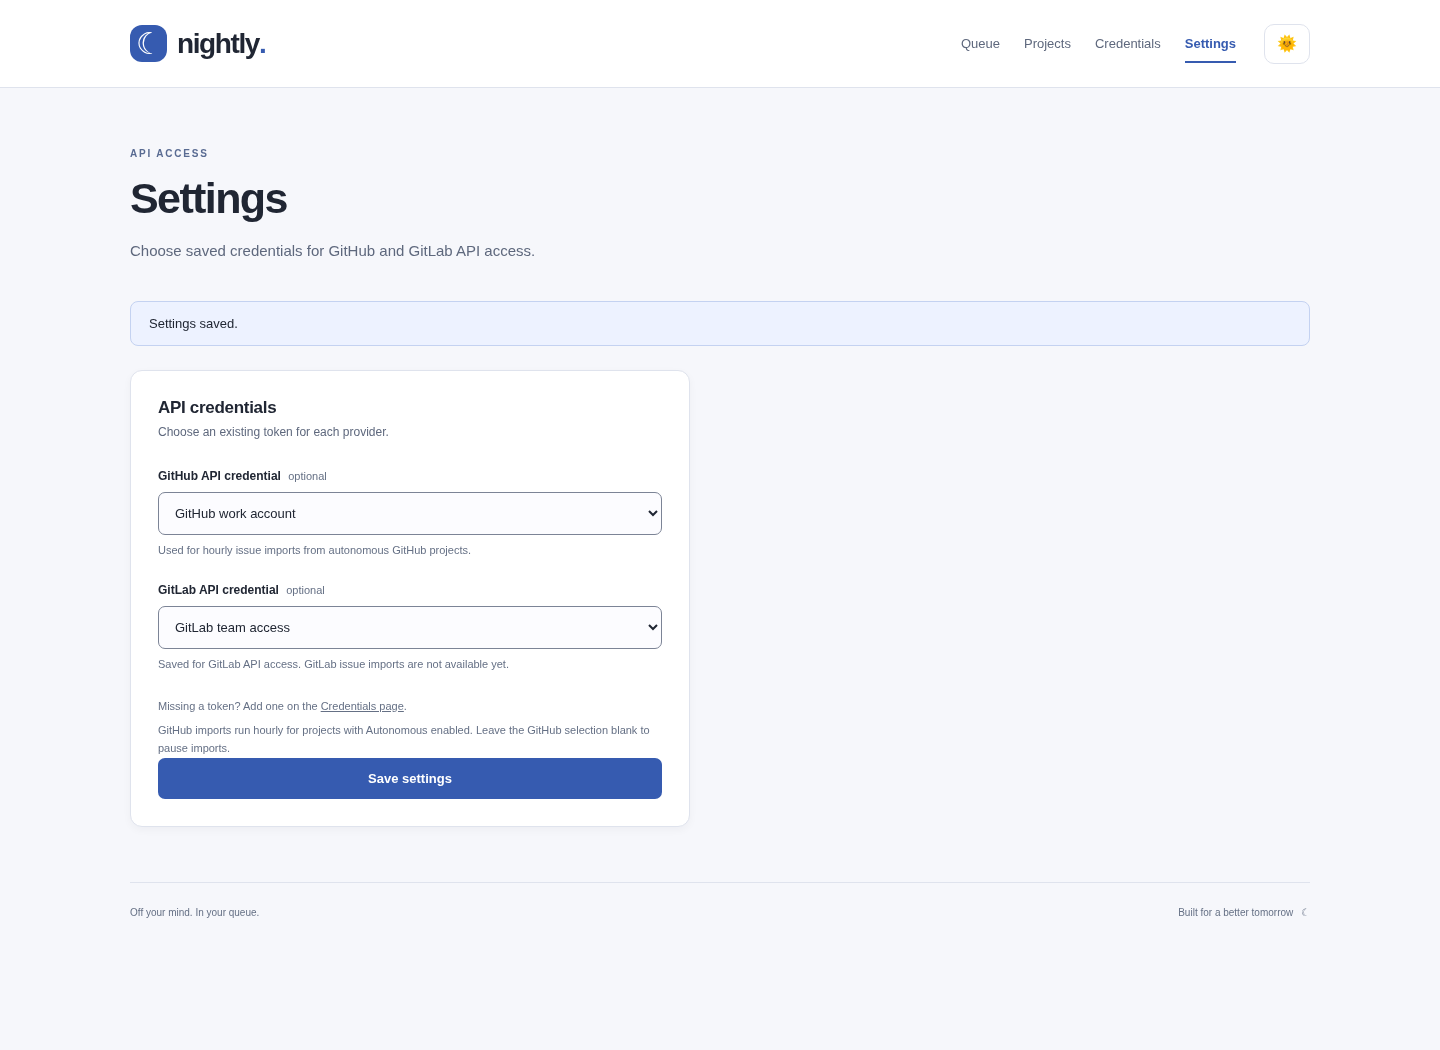 nightly.
Queue
Projects
Credentials
Settings
API ACCESS
Settings
Choose saved credentials for GitHub and GitLab API access.
Settings saved.
API credentials
Choose an existing token for each provider.
GitHub API credential optional
GitHub work account
Used for hourly issue imports from autonomous GitHub projects.
GitLab API credential optional
GitLab team access
Saved for GitLab API access. GitLab issue imports are not available yet.
Missing a token? Add one on the Credentials page.
GitHub imports run hourly for projects with Autonomous enabled. Leave the GitHub selection blank to
pause imports.
Save settings
Off your mind. In your queue.
Built for a better tomorrow ☾